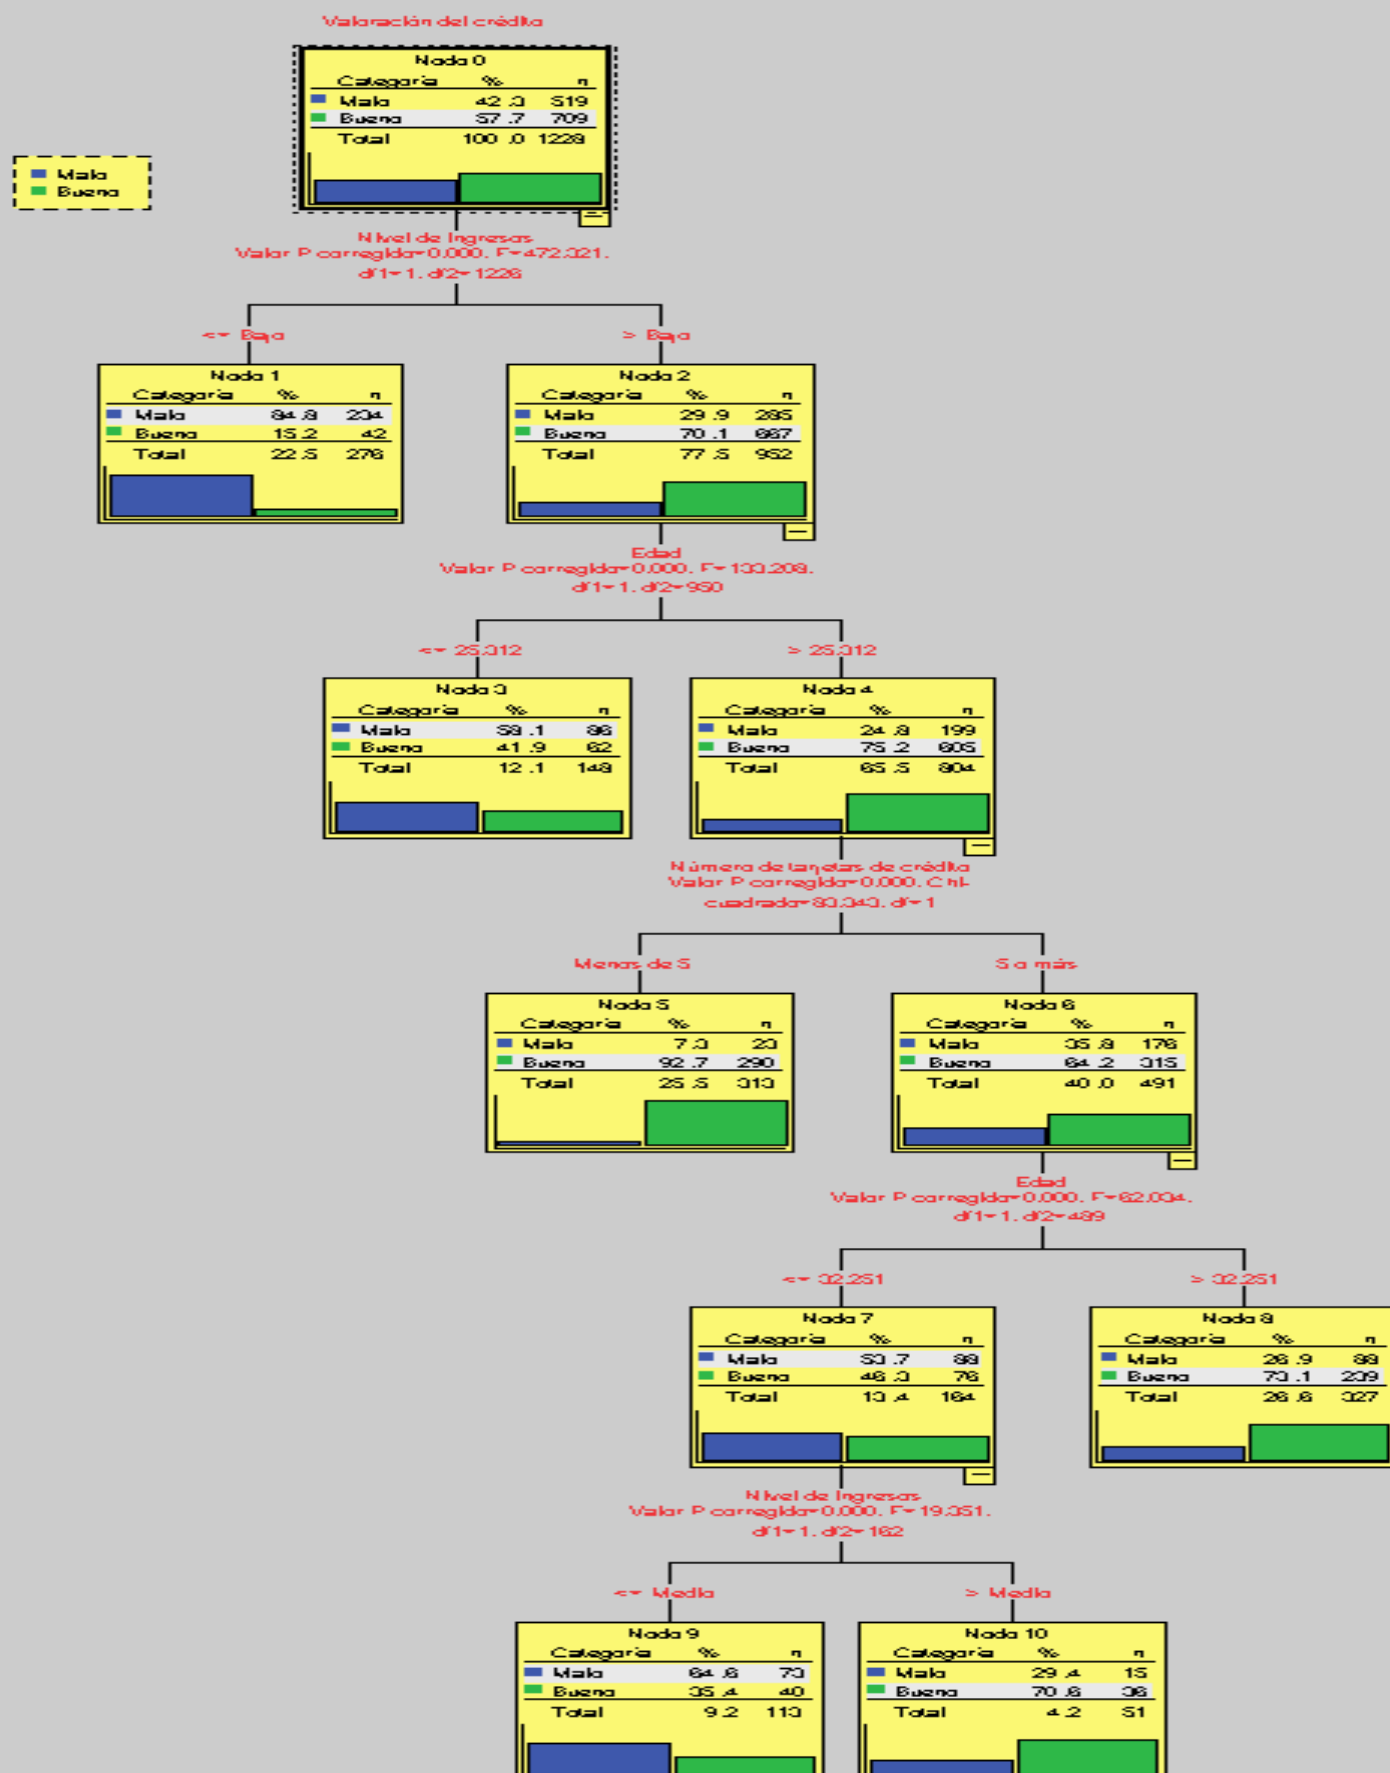 Valoración del crédito
Nodo 0
Categoría % n
Mala 42.3 519
Buena 57.7 709
Total 100.0 1228
Mala
Buena
Nivel de Ingresos
Valor P corregido=0.000, F=472.321,
df1=1, df2=1226
<= Bajo
> Bajo
Nodo 1
Categoría % n
Mala 84.8 234
Buena 15.2 42
Total 22.5 276
Nodo 2
Categoría % n
Mala 29.9 285
Buena 70.1 667
Total 77.5 952
Edad
Valor P corregido=0.000, F=133.208,
df1=1, df2=950
<= 25.312
> 25.312
Nodo 3
Categoría % n
Mala 58.1 86
Buena 41.9 62
Total 12.1 148
Nodo 4
Categoría % n
Mala 24.8 199
Buena 75.2 605
Total 65.5 804
Número de tarjetas de crédito
Valor P corregido=0.000, Chi-
cuadrado=83.343, df=1
Menos de 5
5 o más
Nodo 5
Categoría % n
Mala 7.3 23
Buena 92.7 290
Total 25.5 313
Nodo 6
Categoría % n
Mala 35.8 176
Buena 64.2 315
Total 40.0 491
Edad
Valor P corregido=0.000, F=62.034,
df1=1, df2=489
<= 32.251
> 32.251
Nodo 7
Categoría % n
Mala 53.7 88
Buena 46.3 76
Total 13.4 164
Nodo 8
Categoría % n
Mala 26.9 88
Buena 73.1 239
Total 26.6 327
Nivel de Ingresos
Valor P corregido=0.000, F=19.351,
df1=1, df2=162
<= Medio
> Medio
Nodo 9
Categoría % n
Mala 64.6 73
Buena 35.4 40
Total 9.2 113
Nodo 10
Categoría % n
Mala 29.4 15
Buena 70.6 36
Total 4.2 51